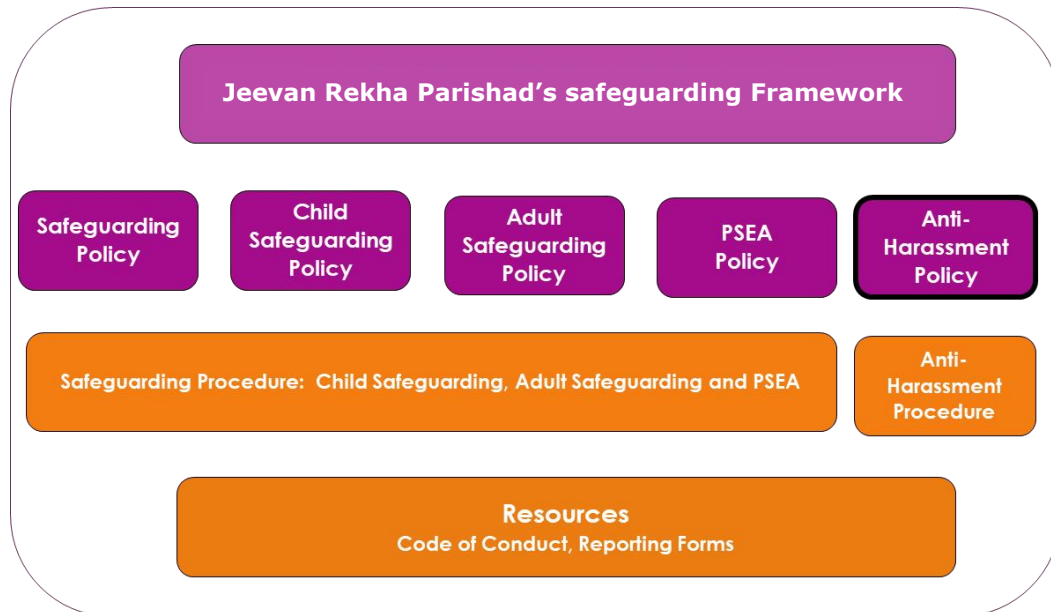 Jeevan Rekha Parishad’s safeguarding Framework
Safeguarding
Policy
Child
Safeguarding
Policy
Adult
Safeguarding
Policy
PSEA
Policy
Anti-
Harassment
Policy
Safeguarding Procedure:  Child Safeguarding, Adult Safeguarding and PSEA
Anti-
Harassment
Procedure
Resources
Code of Conduct, Reporting Forms